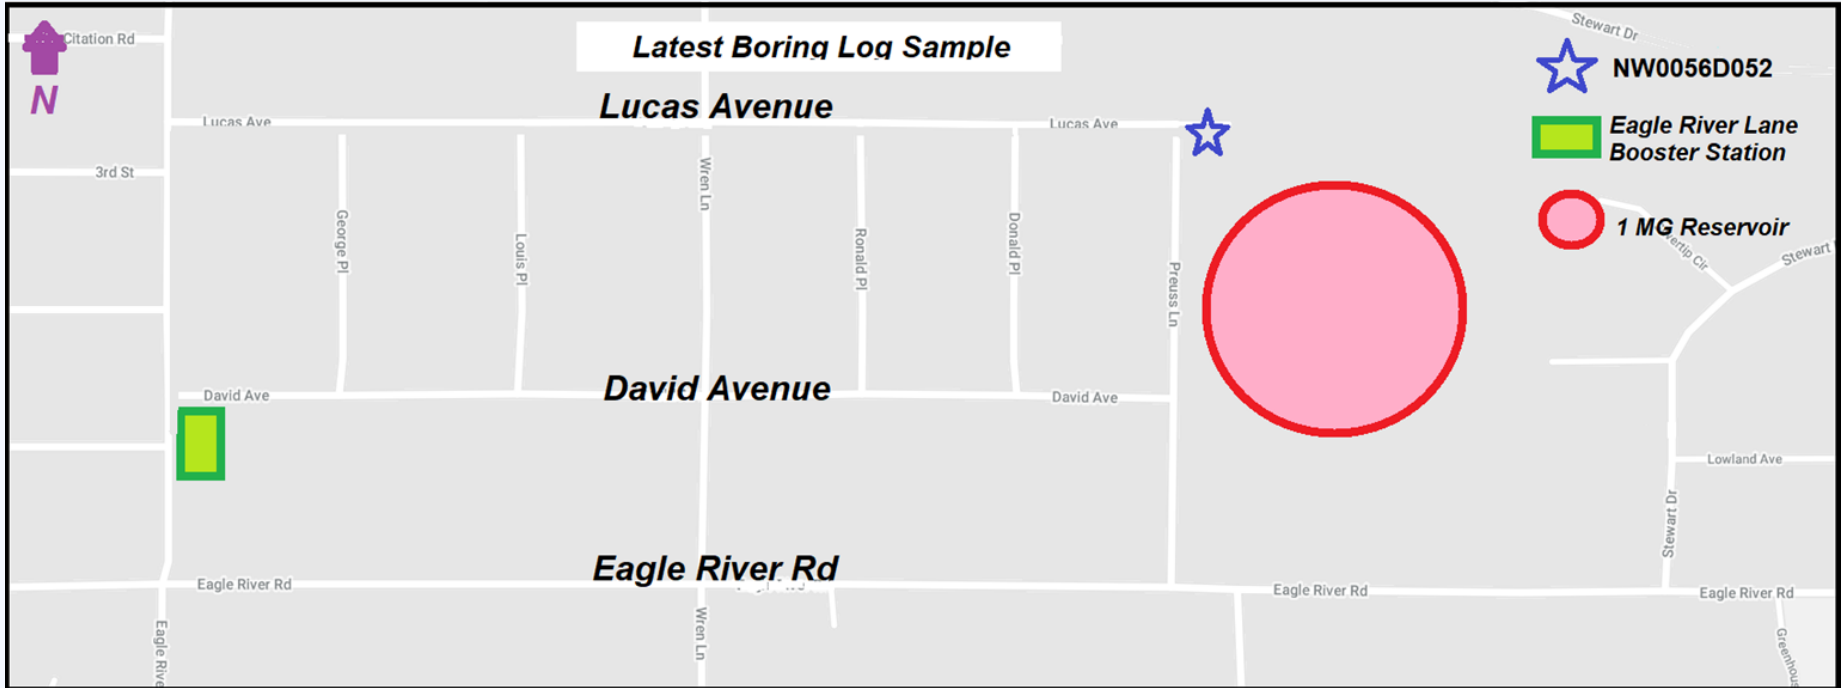 Citation Rd
N
Latest Boring Log Sample
Stewart Dr
NW0056D052
Lucas Avenue
Lucas Ave
Lucas Ave
Eagle River Lane
Booster Station
3rd St
Wren Ln
George Pl
Louis Pl
Ronald Pl
Donald Pl
Preuss Ln
1 MG Reservoir
Cir
Stewart
David Avenue
David Ave
David Ave
Lowland Ave
Stewart Dr
Eagle River Rd
Eagle River Rd
Eagle River Rd
Eagle River Rd
Wren Ln
Eagle